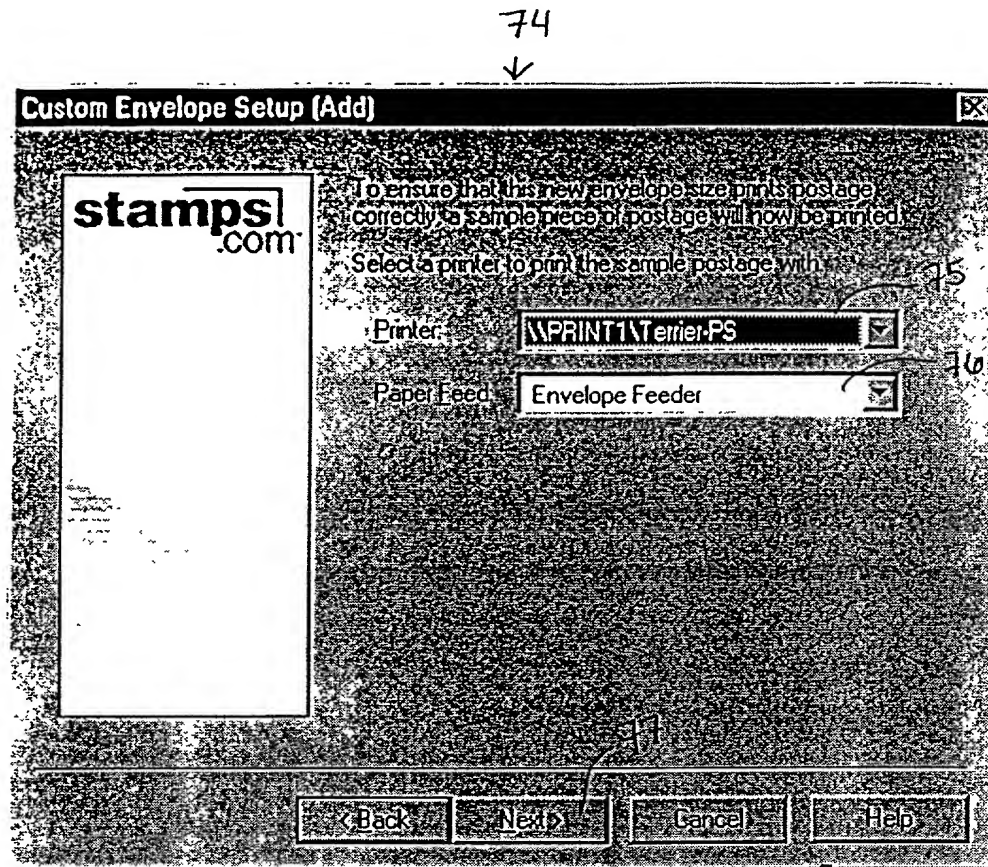 74
Custom Envelope Setup (Add)
stamps
.com
To ensure that this new envelope size prints postage
correctly, a sample piece of postage will now be printed.
Select a printer to print the sample postage with:
75
Printer: \\PRINT1\Terrier-PS
76
Paper Feed: Envelope Feeder
77
< Back Next > Cancel Help